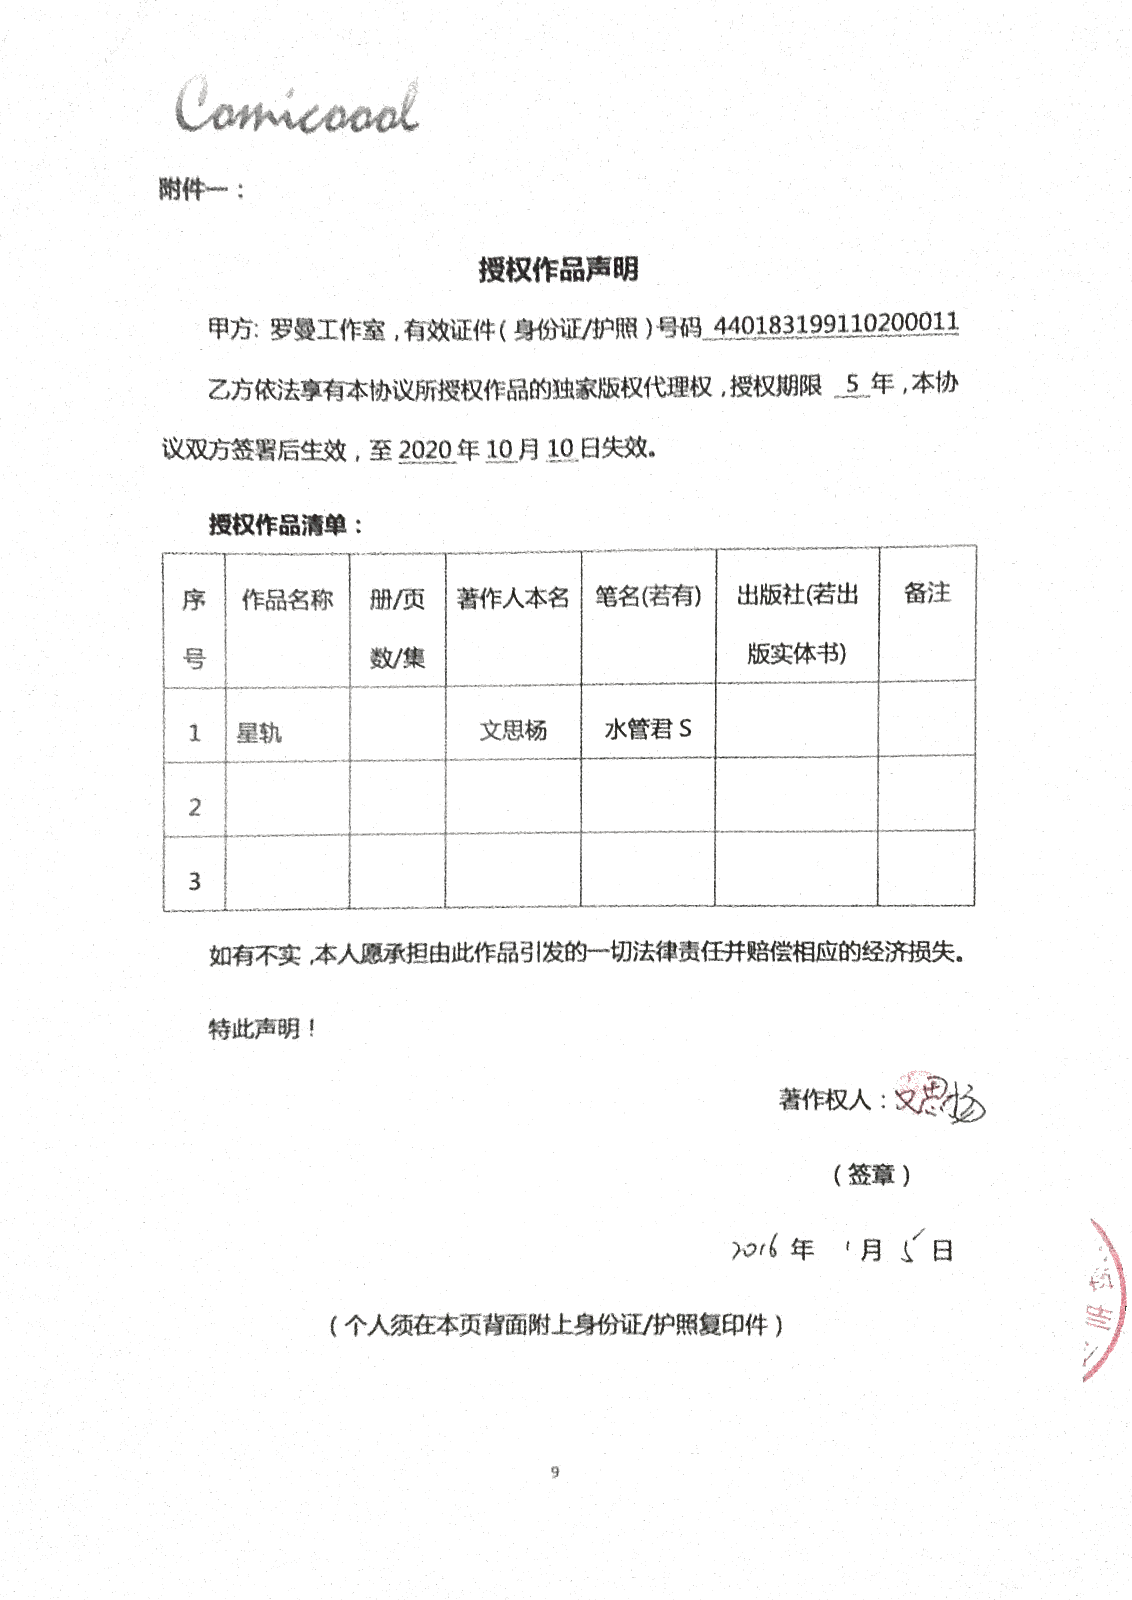 Comicoool
附件一：
授权作品声明
甲方: 罗曼工作室，有效证件（身份证/护照）号码 440183199110200011
乙方依法享有本协议所授权作品的独家版权代理权，授权期限 5 年，本协
议双方签署后生效，至 2020 年 10 月 10 日失效。
授权作品清单：
序号 作品名称 册/页数/集 著作人本名 笔名(若有) 出版社(若出版实体书) 备注
1 星轨 文思杨 水管君 S
2
3
如有不实，本人愿承担由此作品引发的一切法律责任并赔偿相应的经济损失。
特此声明！
著作权人：文思杨
（签章）
2016 年 1 月 5 日
（个人须在本页背面附上身份证/护照复印件）
9